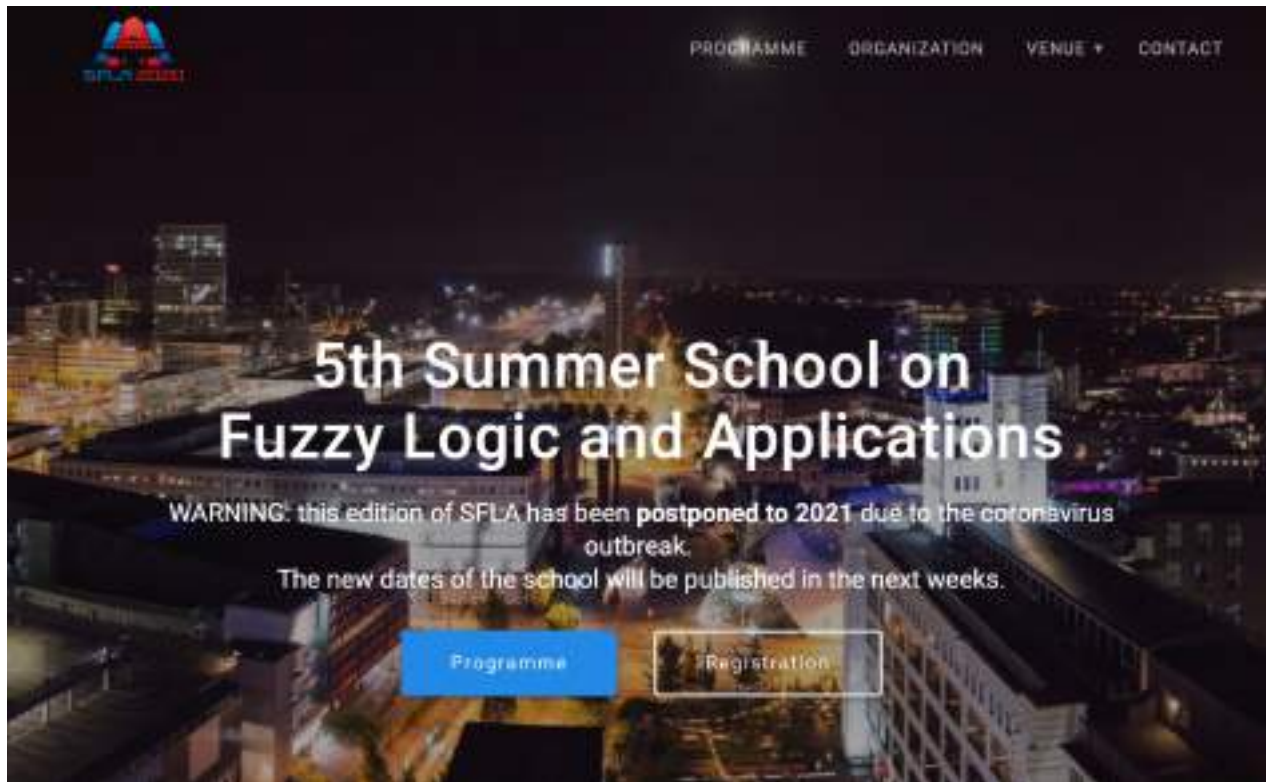 SFLA 2020
PROGRAMME
ORGANIZATION
VENUE ▾
CONTACT
5th Summer School on
Fuzzy Logic and Applications
WARNING: this edition of SFLA has been postponed to 2021 due to the coronavirus
outbreak.
The new dates of the school will be published in the next weeks.
Programme
Registration